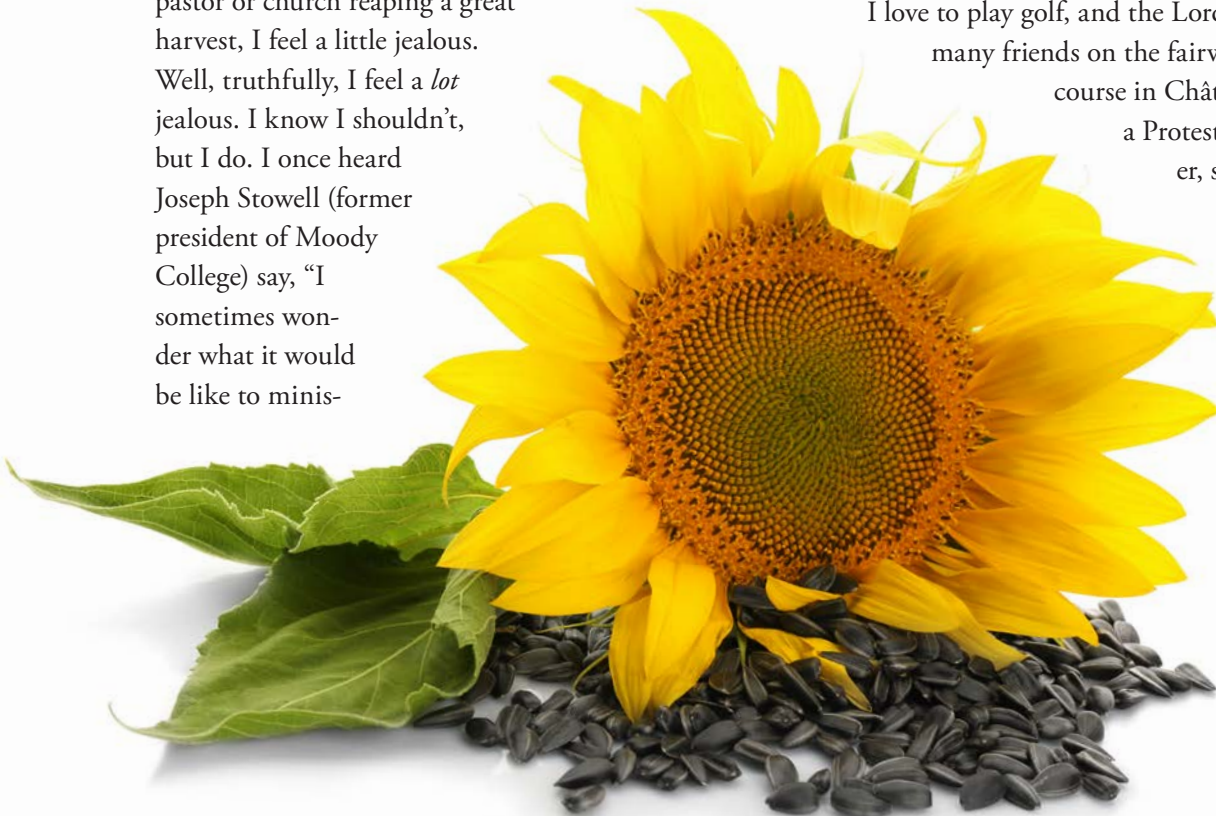 pastor or church reaping a great
harvest, I feel a little jealous.
Well, truthfully, I feel a lot
jealous. I know I shouldn’t,
but I do. I once heard
Joseph Stowell (former
president of Moody
College) say, “I
sometimes won-
der what it would
be like to minis-
I love to play golf, and the Lord
many friends on the fairw
course in Chât
a Protest
er, s